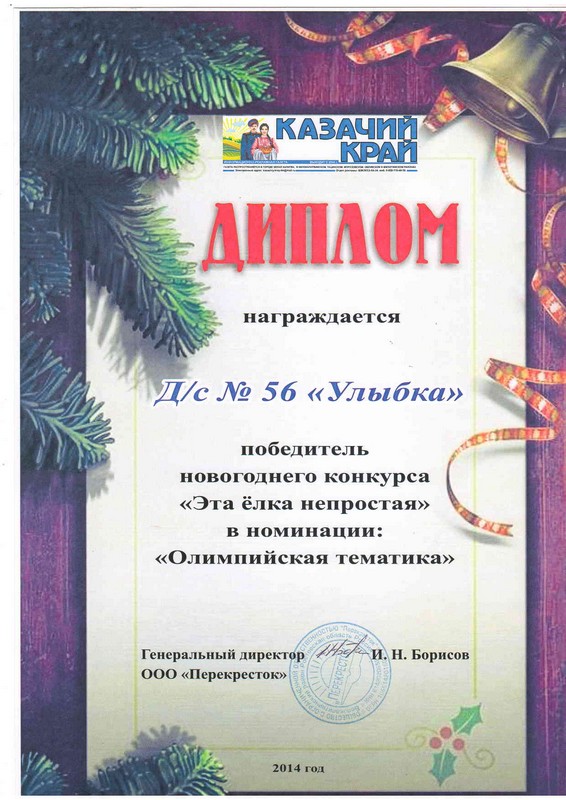 КАЗАЧИЙ
КРАЙ
ДИПЛОМ
награждается
Д/с № 56 «Улыбка»
победитель
новогоднего конкурса
«Эта ёлка непростая»
в номинации:
«Олимпийская тематика»
Генеральный директор И. Н. Борисов
ООО «Перекресток»
2014 год